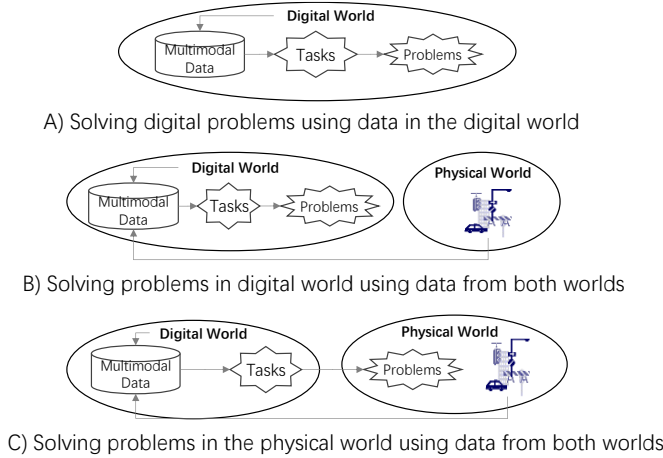 Digital World
Multimodal
Data
Tasks
Problems
A) Solving digital problems using data in the digital world
Digital World
Physical World
Multimodal
Data
Tasks
Problems
B) Solving problems in digital world using data from both worlds
Digital World
Physical World
Multimodal
Data
Tasks
Problems
C) Solving problems in the physical world using data from both worlds